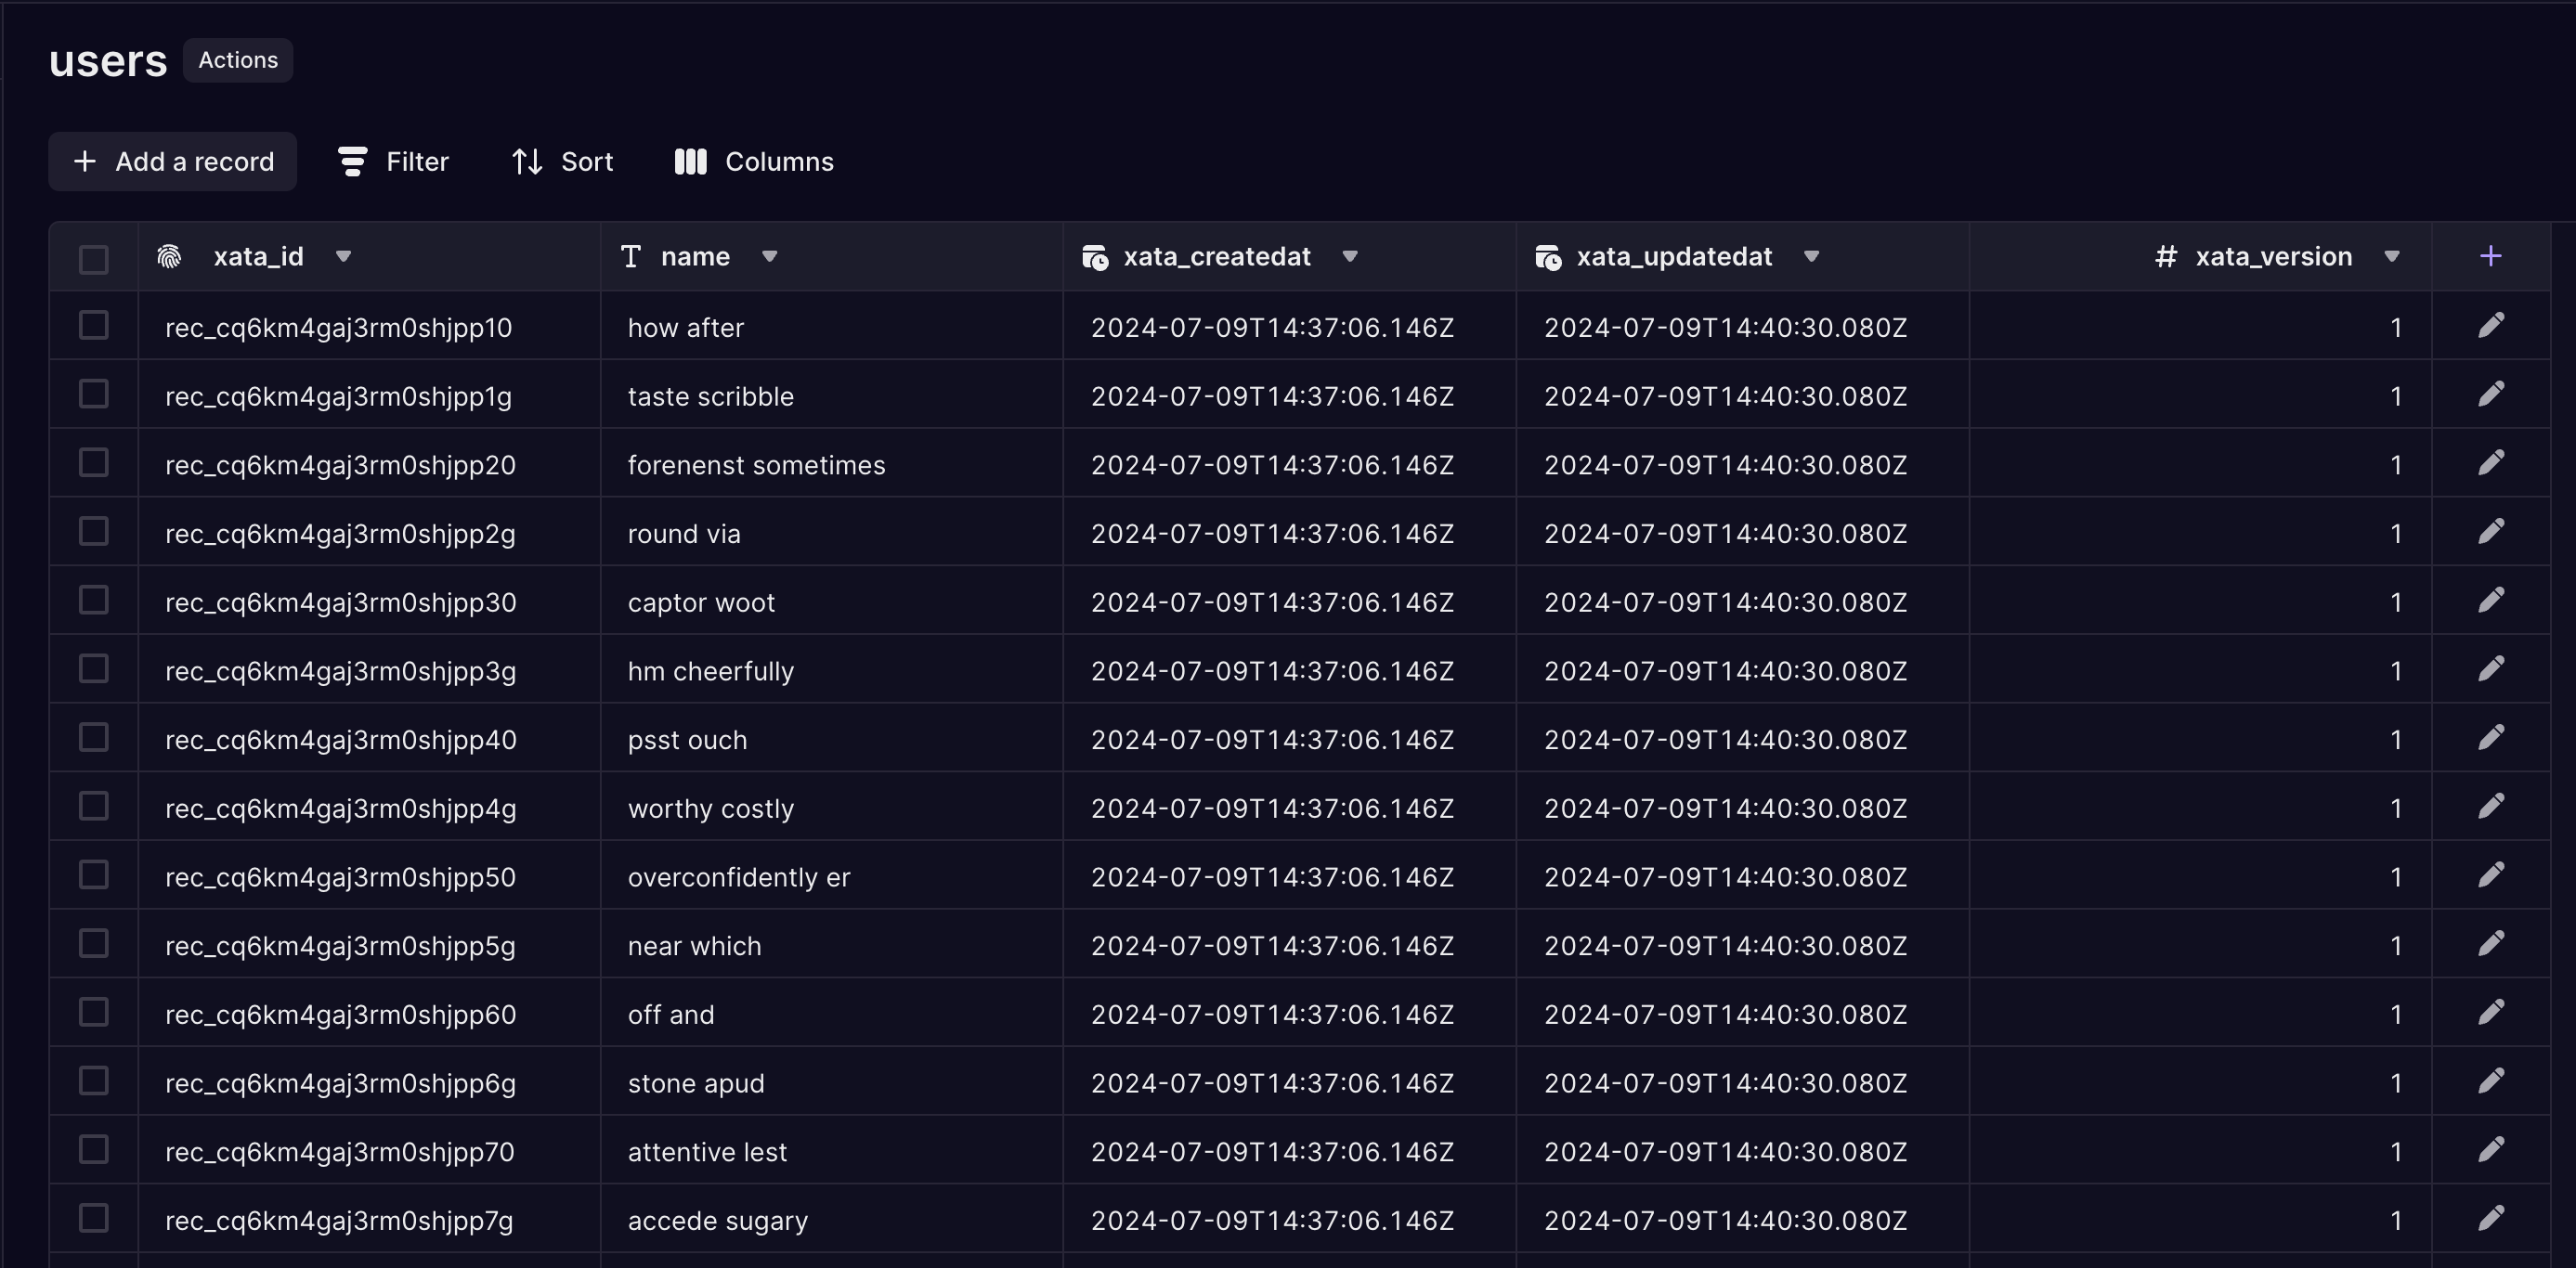 users Actions
Add a record Filter Sort Columns
xata_id name xata_createdat xata_updatedat # xata_version
rec_cq6km4gaj3rm0shjpp10 how after 2024-07-09T14:37:06.146Z 2024-07-09T14:40:30.080Z 1
rec_cq6km4gaj3rm0shjpp1g taste scribble 2024-07-09T14:37:06.146Z 2024-07-09T14:40:30.080Z 1
rec_cq6km4gaj3rm0shjpp20 forenenst sometimes 2024-07-09T14:37:06.146Z 2024-07-09T14:40:30.080Z 1
rec_cq6km4gaj3rm0shjpp2g round via 2024-07-09T14:37:06.146Z 2024-07-09T14:40:30.080Z 1
rec_cq6km4gaj3rm0shjpp30 captor woot 2024-07-09T14:37:06.146Z 2024-07-09T14:40:30.080Z 1
rec_cq6km4gaj3rm0shjpp3g hm cheerfully 2024-07-09T14:37:06.146Z 2024-07-09T14:40:30.080Z 1
rec_cq6km4gaj3rm0shjpp40 psst ouch 2024-07-09T14:37:06.146Z 2024-07-09T14:40:30.080Z 1
rec_cq6km4gaj3rm0shjpp4g worthy costly 2024-07-09T14:37:06.146Z 2024-07-09T14:40:30.080Z 1
rec_cq6km4gaj3rm0shjpp50 overconfidently er 2024-07-09T14:37:06.146Z 2024-07-09T14:40:30.080Z 1
rec_cq6km4gaj3rm0shjpp5g near which 2024-07-09T14:37:06.146Z 2024-07-09T14:40:30.080Z 1
rec_cq6km4gaj3rm0shjpp60 off and 2024-07-09T14:37:06.146Z 2024-07-09T14:40:30.080Z 1
rec_cq6km4gaj3rm0shjpp6g stone apud 2024-07-09T14:37:06.146Z 2024-07-09T14:40:30.080Z 1
rec_cq6km4gaj3rm0shjpp70 attentive lest 2024-07-09T14:37:06.146Z 2024-07-09T14:40:30.080Z 1
rec_cq6km4gaj3rm0shjpp7g accede sugary 2024-07-09T14:37:06.146Z 2024-07-09T14:40:30.080Z 1